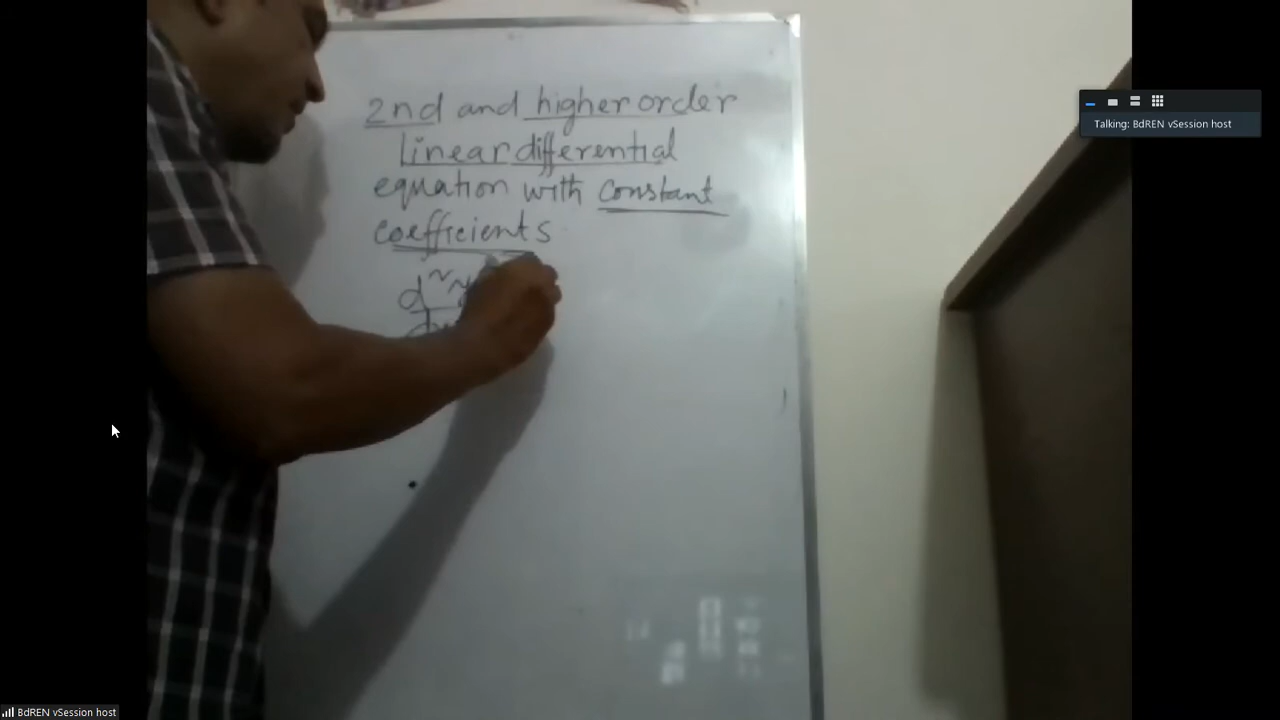 2nd and higher order
linear differential
equation with constant
coefficients
d~y
Talking: BdREN vSession host
BdREN vSession host